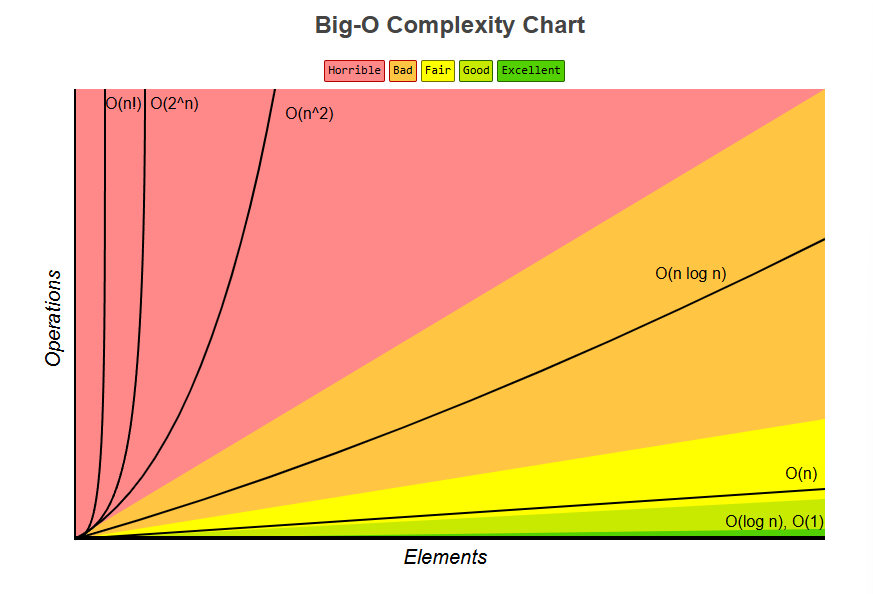 Big-O Complexity Chart
Horrible Bad Fair Good Excellent
O(n!) O(2^n)
O(n^2)
O(n log n)
Operations
O(n)
O(log n), O(1)
Elements